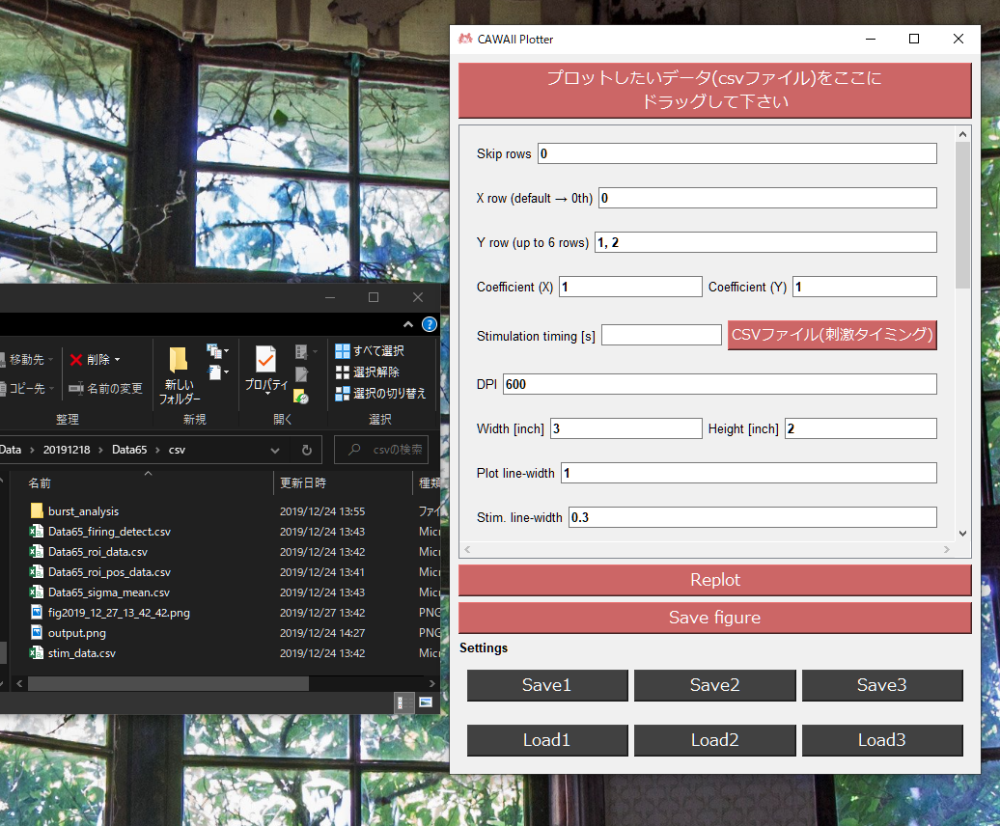 CAWAII Plotter
プロットしたいデータ(csvファイル)をここに
ドラッグして下さい
Skip rows 0
X row (default → 0th) 0
Y row (up to 6 rows) 1, 2
Coefficient (X) 1 Coefficient (Y) 1
Stimulation timing [s] CSVファイル(刺激タイミング)
DPI 600
Width [inch] 3 Height [inch] 2
Plot line-width 1
Stim. line-width 0.3
Replot
Save figure
Settings
Save1 Save2 Save3
Load1 Load2 Load3
移動先 削除 すべて選択
コピー先 名前の変更 新しい
フォルダー プロパティ 選択解除
選択の切り替え
整理 新規 開く 選択
Data › 20191218 › Data65 › csv csvの検索
名前 更新日時 種類
burst_analysis 2019/12/24 13:55 ファイ
Data65_firing_detect.csv 2019/12/24 13:43 Micr
Data65_roi_data.csv 2019/12/24 13:42 Micr
Data65_roi_pos_data.csv 2019/12/24 13:41 Micr
Data65_sigma_mean.csv 2019/12/24 13:43 Micr
fig2019_12_27_13_42_42.png 2019/12/27 13:42 PNG
output.png 2019/12/24 14:27 PNG
stim_data.csv 2019/12/24 13:42 Micr